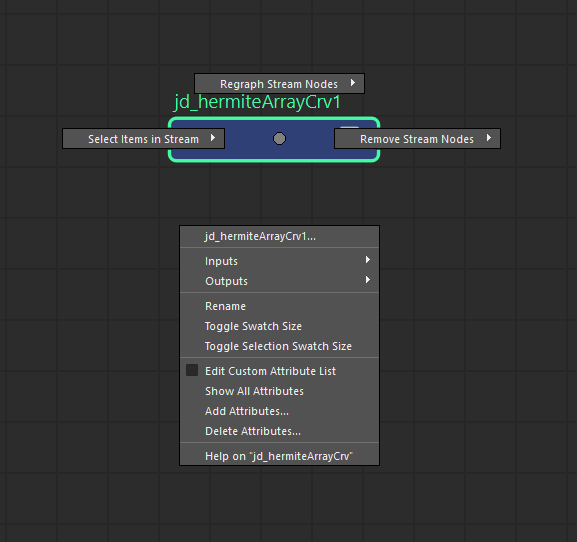 Regraph Stream Nodes
jd_hermiteArrayCrv1
Select Items in Stream
Remove Stream Nodes
jd_hermiteArrayCrv1...
Inputs
Outputs
Rename
Toggle Swatch Size
Toggle Selection Swatch Size
Edit Custom Attribute List
Show All Attributes
Add Attributes...
Delete Attributes...
Help on "jd_hermiteArrayCrv"